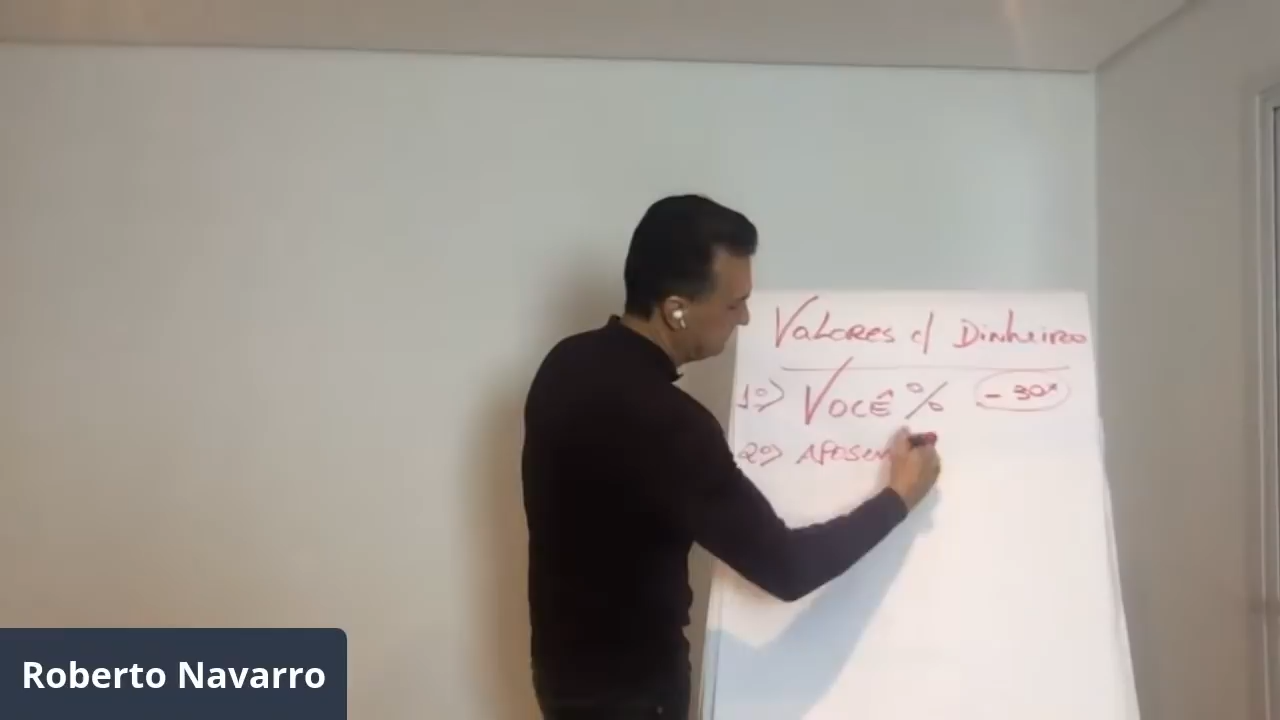 Valores c/ Dinheiro
1º) Você % - 30%
2º) Aposen
Roberto Navarro